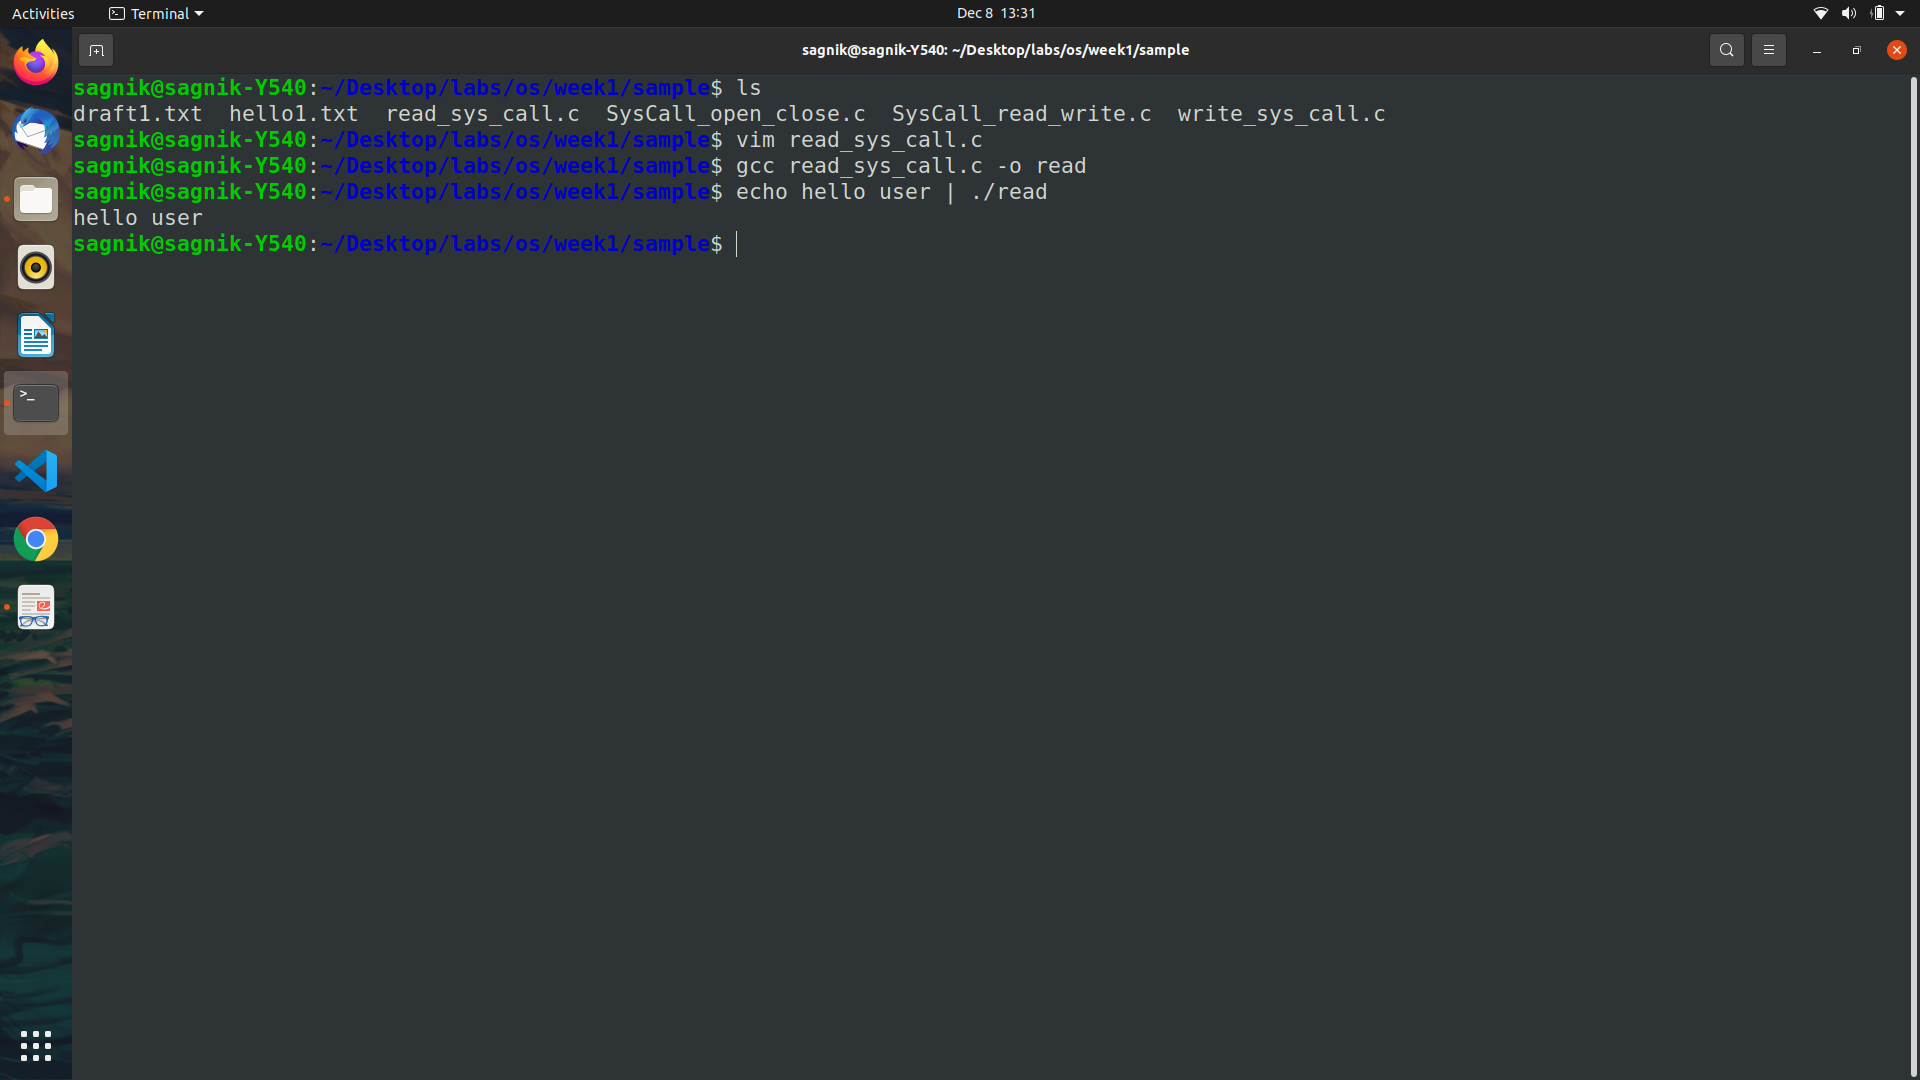 Activities Terminal Dec 8 13:31
sagnik@sagnik-Y540: ~/Desktop/labs/os/week1/sample
sagnik@sagnik-Y540:~/Desktop/labs/os/week1/sample$ ls
draft1.txt hello1.txt read_sys_call.c SysCall_open_close.c SysCall_read_write.c write_sys_call.c
sagnik@sagnik-Y540:~/Desktop/labs/os/week1/sample$ vim read_sys_call.c
sagnik@sagnik-Y540:~/Desktop/labs/os/week1/sample$ gcc read_sys_call.c -o read
sagnik@sagnik-Y540:~/Desktop/labs/os/week1/sample$ echo hello user | ./read
hello user
sagnik@sagnik-Y540:~/Desktop/labs/os/week1/sample$